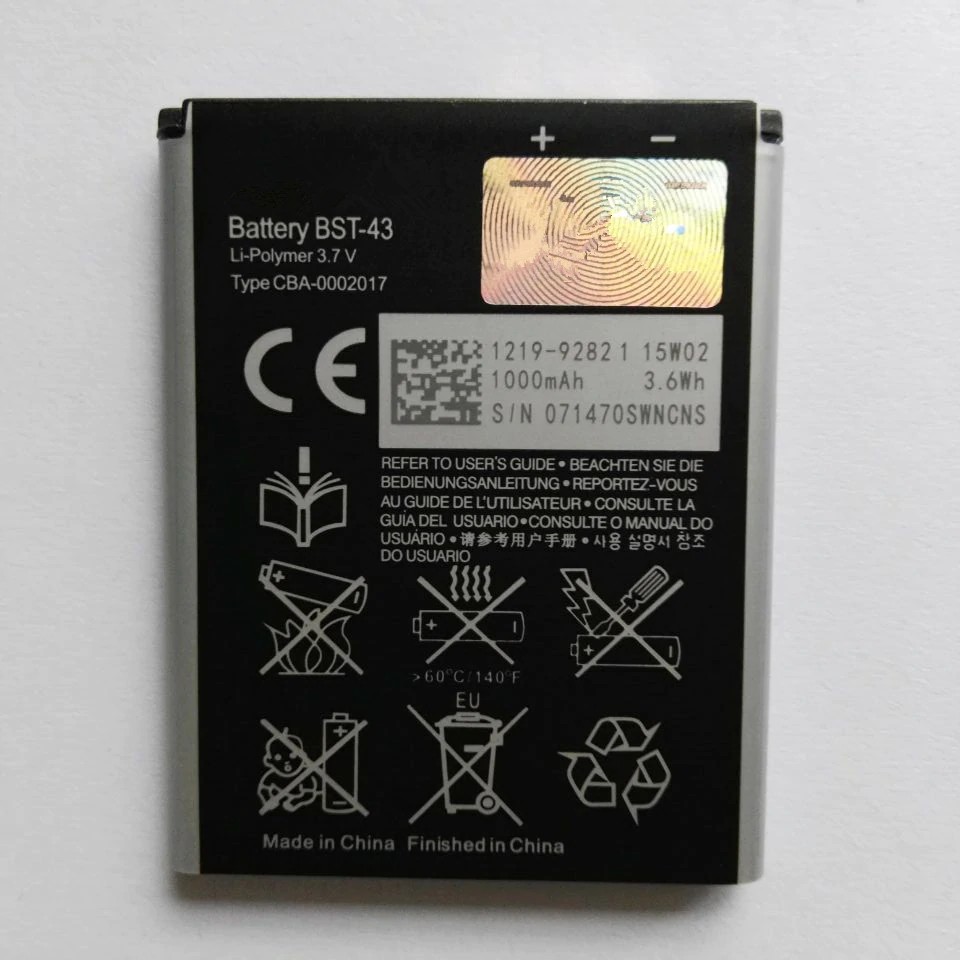 + −
Battery BST-43
Li-Polymer 3.7 V
Type CBA-0002017
CE
1219-9282 1 15W02
1000mAh 3.6Wh
S/N 071470SWNCNS
REFER TO USER'S GUIDE • BEACHTEN SIE DIE
BEDIENUNGSANLEITUNG • REPORTEZ-VOUS
AU GUIDE DE L'UTILISATEUR • CONSULTE LA
GUÍA DEL USUARIO•CONSULTE O MANUAL DO
USUÁRIO • 请参考用户手册 • 사용 설명서 참조
DO USUARIO
>60°C/140°F
EU
Made in China Finished in China